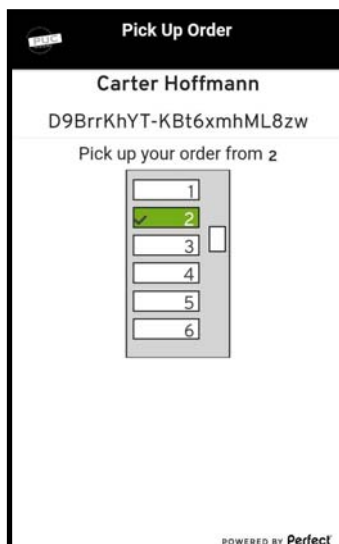 PUC
Pick Up Order
Carter Hoffmann
D9BrrKhYT-KBt6xmhML8zw
Pick up your order from 2
1
2
3
4
5
6
POWERED BY Perfect